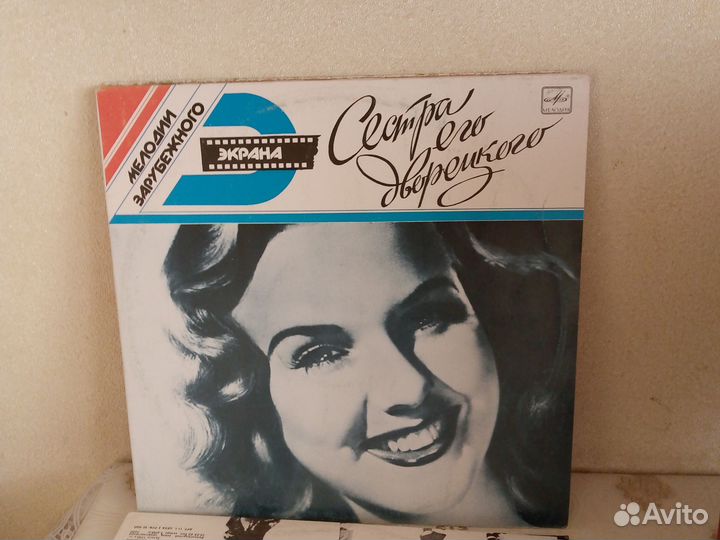 МЕЛОДИИ
ЗАРУБЕЖНОГО
ЭКРАНА
Сестра
его
дворецкого
МЕЛОДИЯ
Avito